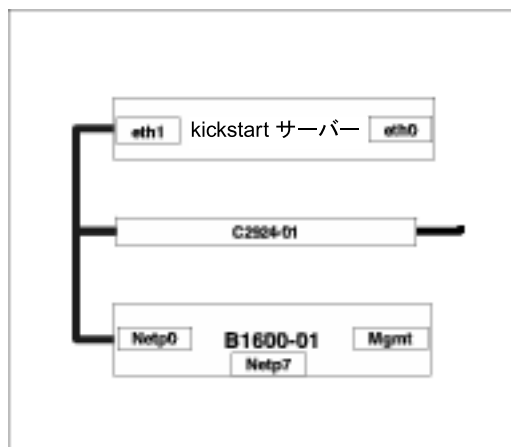 eth1 kickstart サーバー eth0
C2924-01
Netp0 B1600-01 Mgmt
Netp7